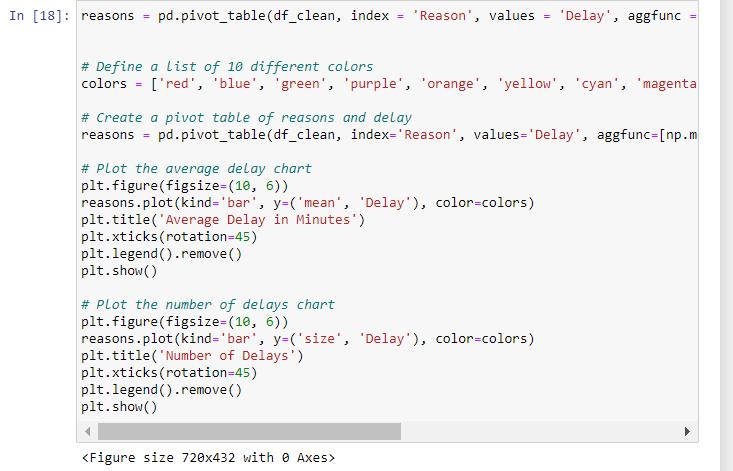 In [18]: reasons = pd.pivot_table(df_clean, index = 'Reason', values = 'Delay', aggfunc =
# Define a list of 10 different colors
colors = ['red', 'blue', 'green', 'purple', 'orange', 'yellow', 'cyan', 'magenta
# Create a pivot table of reasons and delay
reasons = pd.pivot_table(df_clean, index='Reason', values='Delay', aggfunc=[np.m
# Plot the average delay chart
plt.figure(figsize=(10, 6))
reasons.plot(kind='bar', y=('mean', 'Delay'), color=colors)
plt.title('Average Delay in Minutes')
plt.xticks(rotation=45)
plt.legend().remove()
plt.show()
# Plot the number of delays chart
plt.figure(figsize=(10, 6))
reasons.plot(kind='bar', y=('size', 'Delay'), color=colors)
plt.title('Number of Delays')
plt.xticks(rotation=45)
plt.legend().remove()
plt.show()
<Figure size 720x432 with 0 Axes>